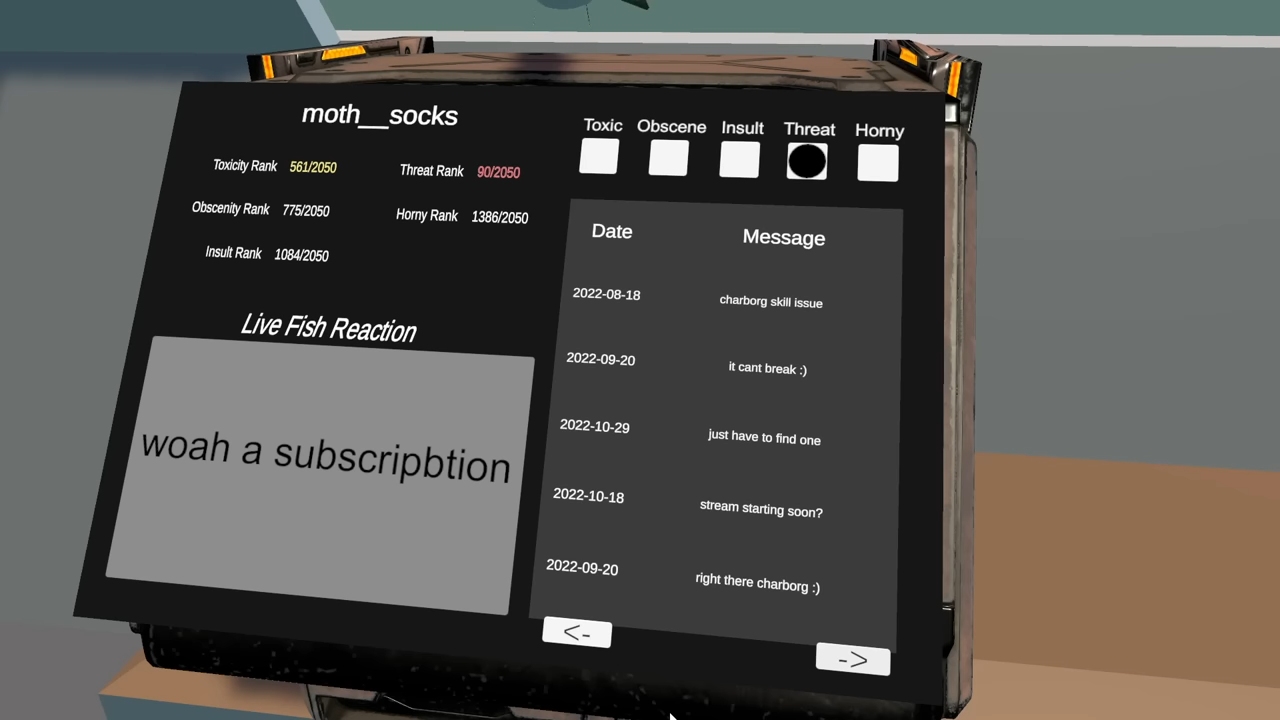 moth__socks
Toxicity Rank 561/2050
Threat Rank 90/2050
Obscenity Rank 775/2050
Horny Rank 1386/2050
Insult Rank 1084/2050
Live Fish Reaction
woah a subscripbtion
Toxic Obscene Insult Threat Horny
Date Message
2022-08-18 charborg skill issue
2022-09-20 it cant break :)
2022-10-29 just have to find one
2022-10-18 stream starting soon?
2022-09-20 right there charborg :)
<- ->